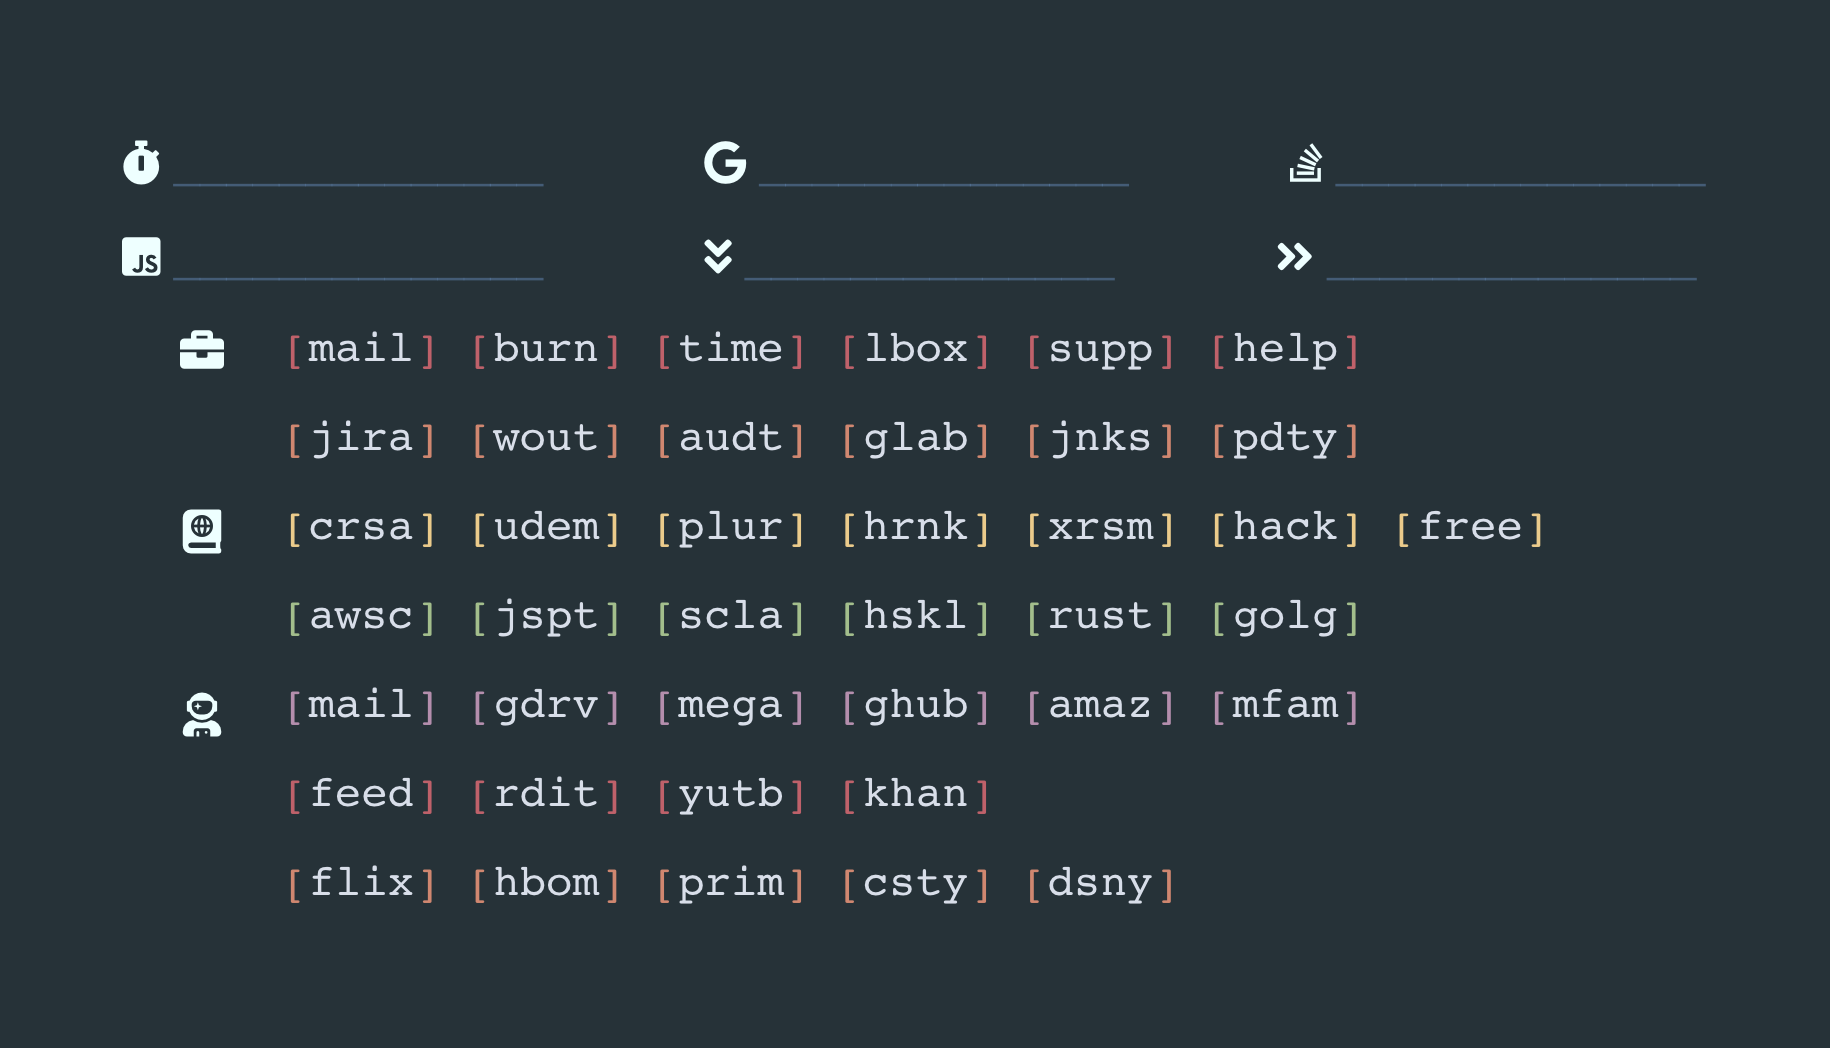 JS
[mail] [burn] [time] [lbox] [supp] [help]
[jira] [wout] [audt] [glab] [jnks] [pdty]
[crsa] [udem] [plur] [hrnk] [xrsm] [hack] [free]
[awsc] [jspt] [scla] [hskl] [rust] [golg]
[mail] [gdrv] [mega] [ghub] [amaz] [mfam]
[feed] [rdit] [yutb] [khan]
[flix] [hbom] [prim] [csty] [dsny]